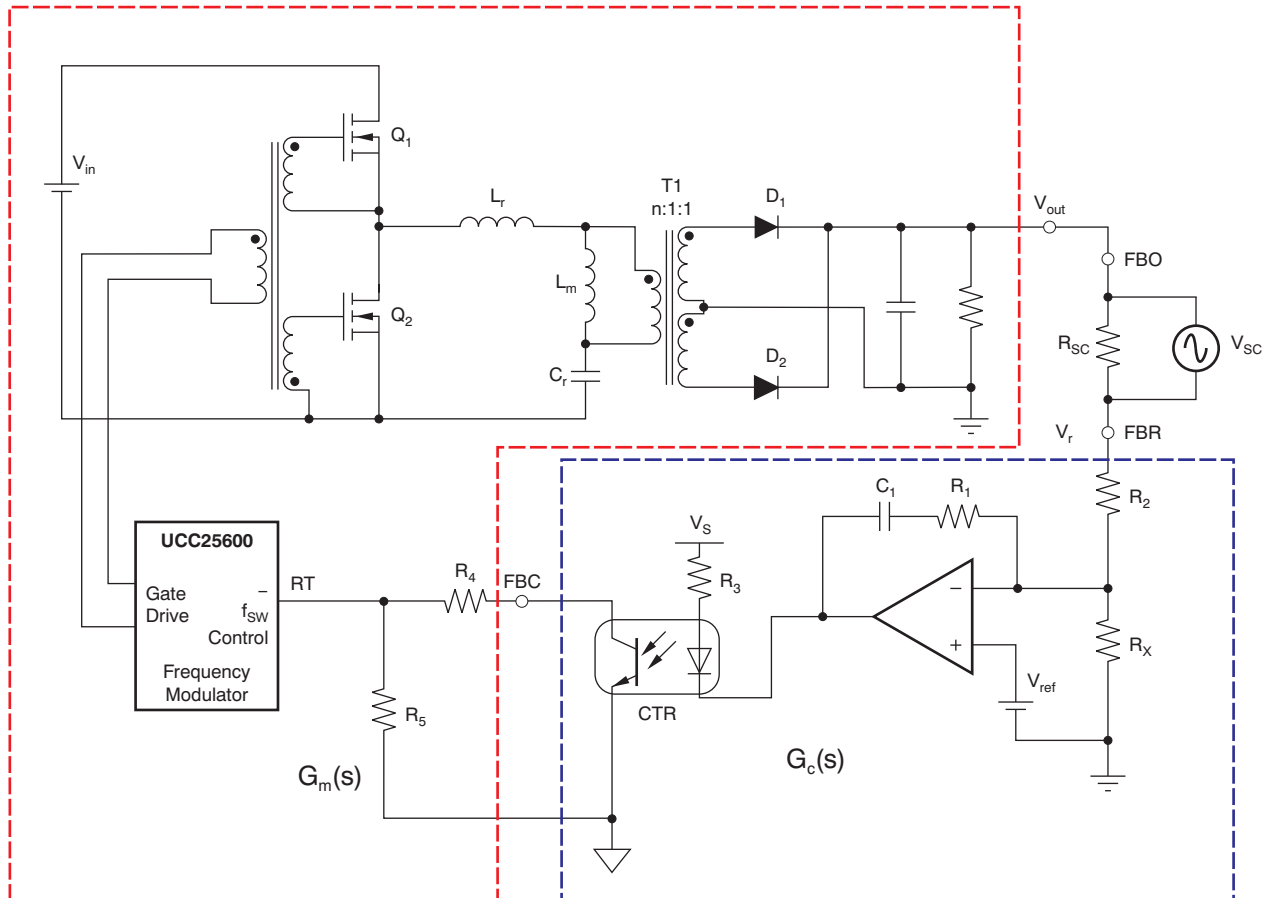 Q1
Vin
Lr
T1
n:1:1
D1
Vout
FBO
Lm
Q2
RSC
VSC
D2
Cr
Vr
FBR
C1
R1
R2
VS
UCC25600
RT
R4
FBC
R3
Gate
Drive
–
fSW
Control
Frequency
Modulator
–
+
RX
Vref
R5
CTR
Gm(s)
Gc(s)